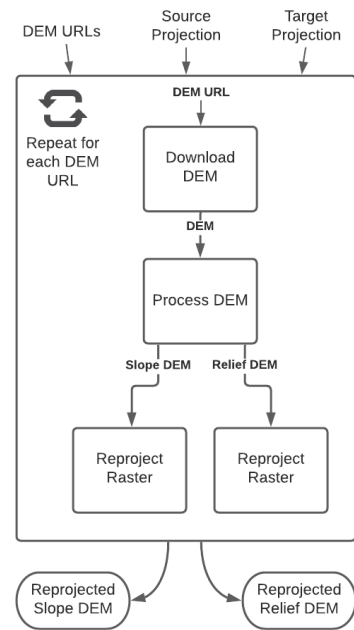 DEM URLs
Source
Projection
Target
Projection
DEM URL
Repeat for
each DEM
URL
Download
DEM
DEM
Process DEM
Slope DEM
Relief DEM
Reproject
Raster
Reproject
Raster
Reprojected
Slope DEM
Reprojected
Relief DEM